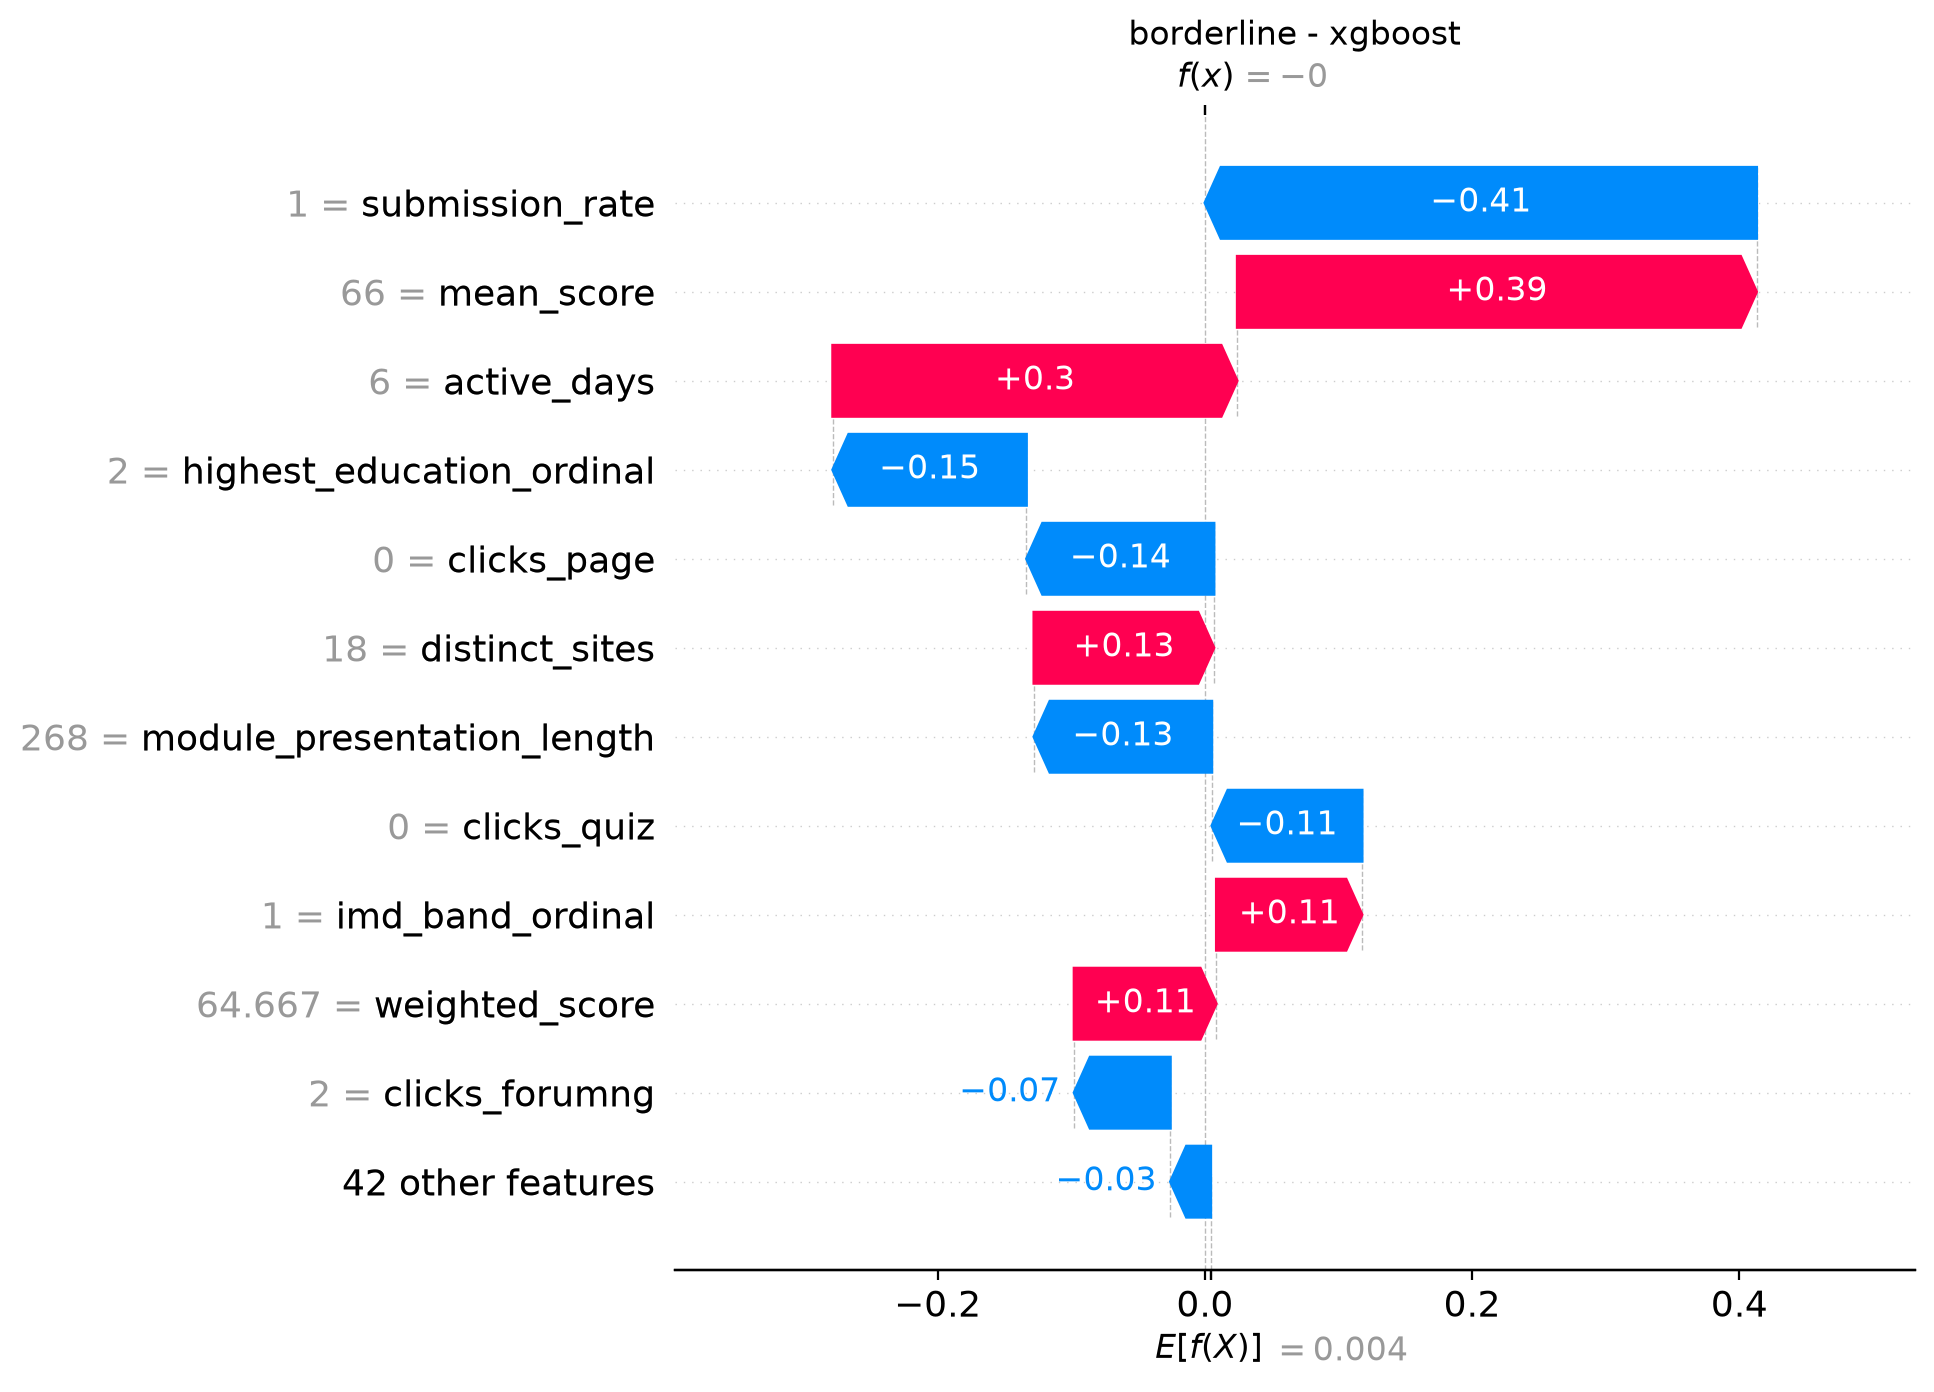 borderline - xgboost
f(x) = −0
1 = submission_rate
−0.41
66 = mean_score
+0.39
6 = active_days
+0.3
2 = highest_education_ordinal
−0.15
0 = clicks_page
−0.14
18 = distinct_sites
+0.13
268 = module_presentation_length
−0.13
0 = clicks_quiz
−0.11
1 = imd_band_ordinal
+0.11
64.667 = weighted_score
+0.11
2 = clicks_forumng
−0.07
42 other features
−0.03
−0.2 0.0 0.2 0.4
E[f(X)] = 0.004